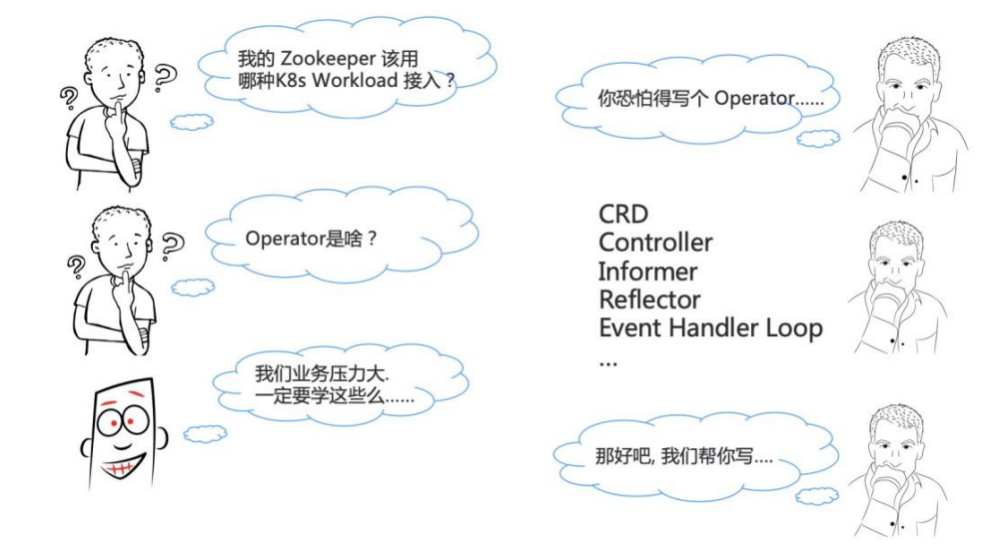 我的 Zookeeper 该用
哪种K8s Workload 接入？
你恐怕得写个 Operator……
?
?
Operator是啥？
?
?
CRD
Controller
Informer
Reflector
Event Handler Loop
…
我们业务压力大.
一定要学这些么……
那好吧, 我们帮你写....